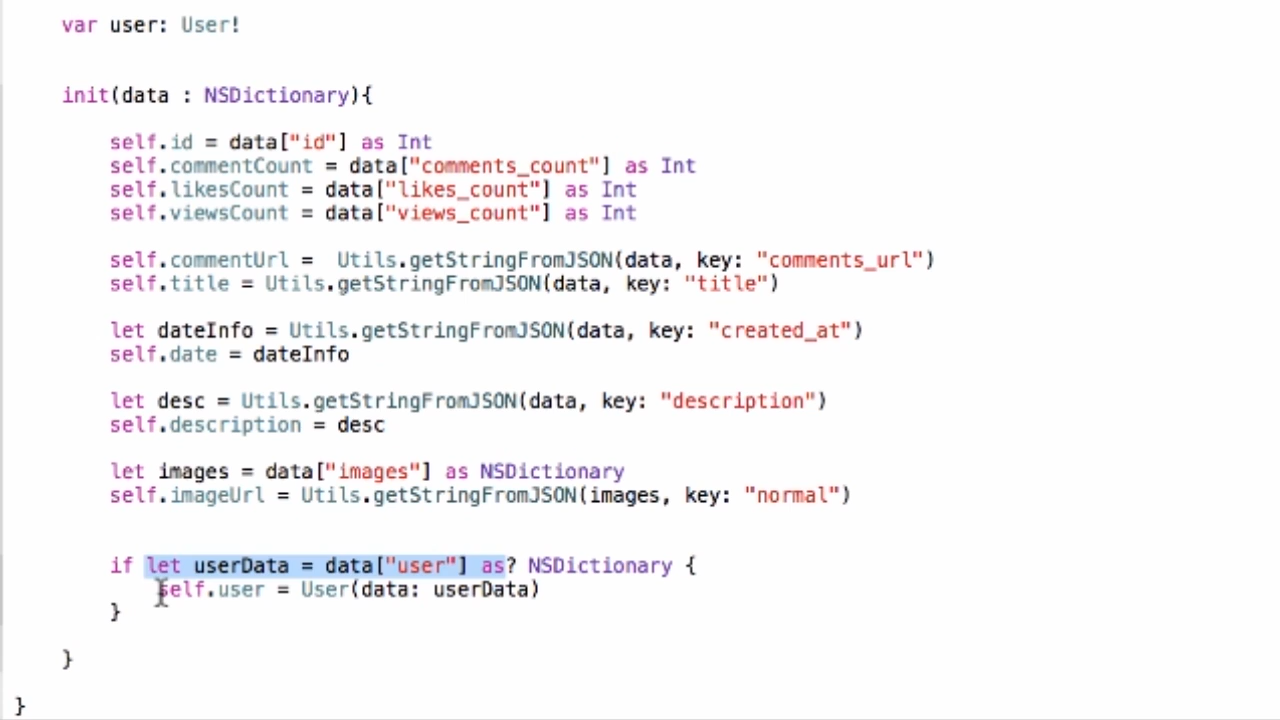 var user: User!
init(data : NSDictionary){
self.id = data["id"] as Int
self.commentCount = data["comments_count"] as Int
self.likesCount = data["likes_count"] as Int
self.viewsCount = data["views_count"] as Int
self.commentUrl =  Utils.getStringFromJSON(data, key: "comments_url")
self.title = Utils.getStringFromJSON(data, key: "title")
let dateInfo = Utils.getStringFromJSON(data, key: "created_at")
self.date = dateInfo
let desc = Utils.getStringFromJSON(data, key: "description")
self.description = desc
let images = data["images"] as NSDictionary
self.imageUrl = Utils.getStringFromJSON(images, key: "normal")
if let userData = data["user"] as? NSDictionary {
self.user = User(data: userData)
}
}
}